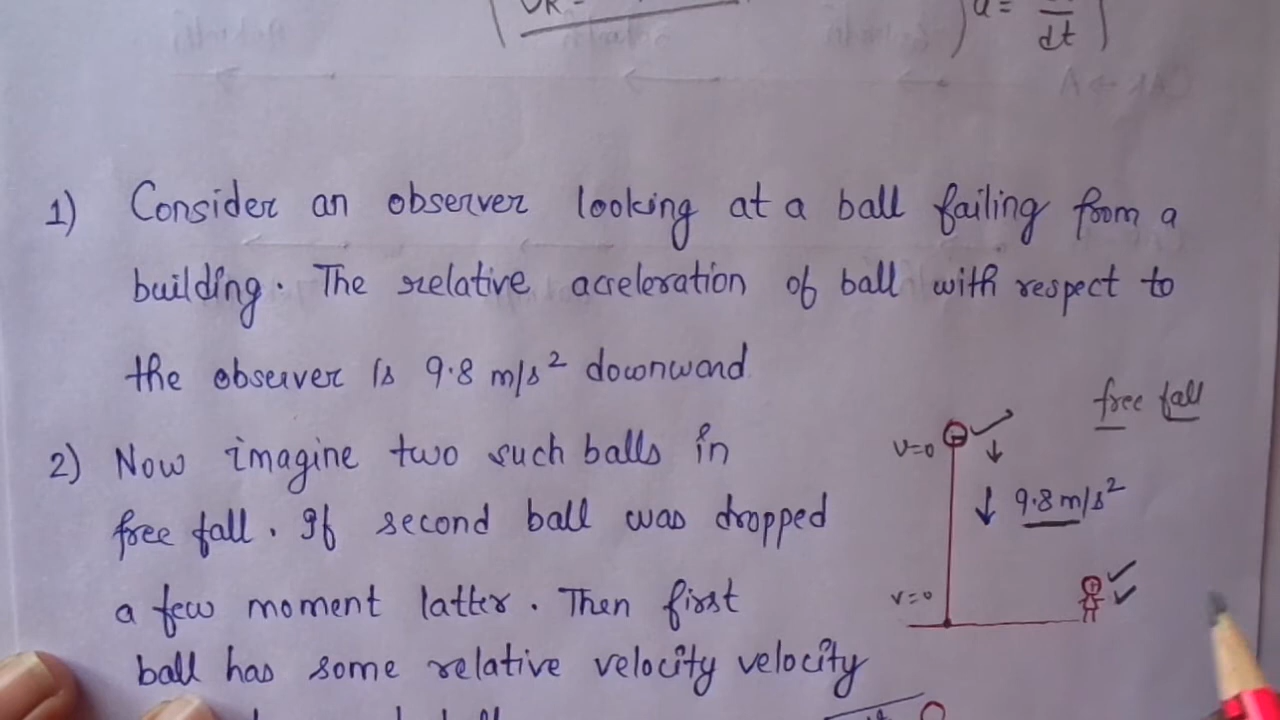 a =
dt
1) Consider an observer looking at a ball failing from a
building. The relative acceleration of ball with respect to
the observer is 9.8 m/s² downward
free fall
v=0
9.8 m/s²
v=0
2) Now imagine two such balls in
free fall. If second ball was dropped
a few moment latter. Then first
ball has some relative velocity velocity